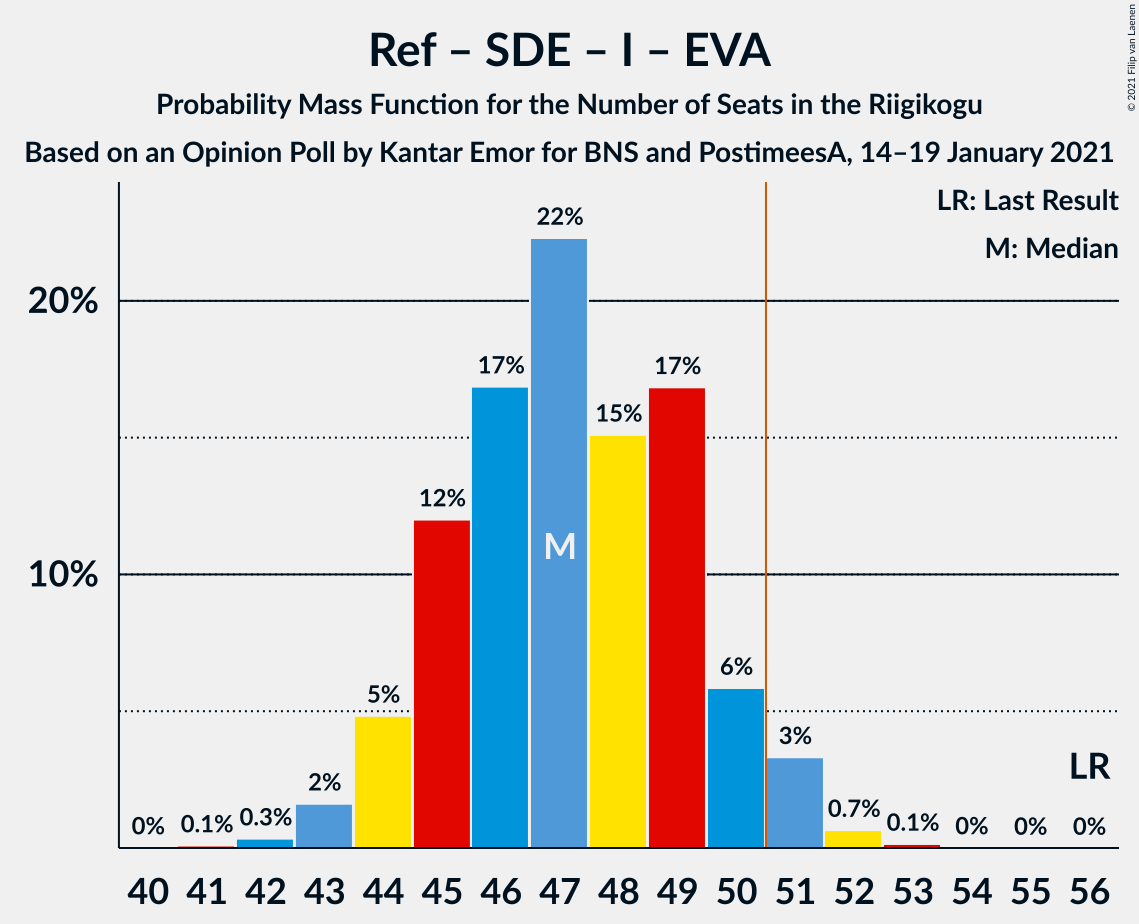 Ref – SDE – I – EVA
Probability Mass Function for the Number of Seats in the Riigikogu
Based on an Opinion Poll by Kantar Emor for BNS and PostimeesA, 14–19 January 2021
© 2021 Filip van Laenen
LR: Last Result
M: Median
20%
10%
0% 0.1% 0.3% 2% 5% 12% 17% 22% 15% 17% 6% 3% 0.7% 0.1% 0% 0% 0%
M
LR
40 41 42 43 44 45 46 47 48 49 50 51 52 53 54 55 56